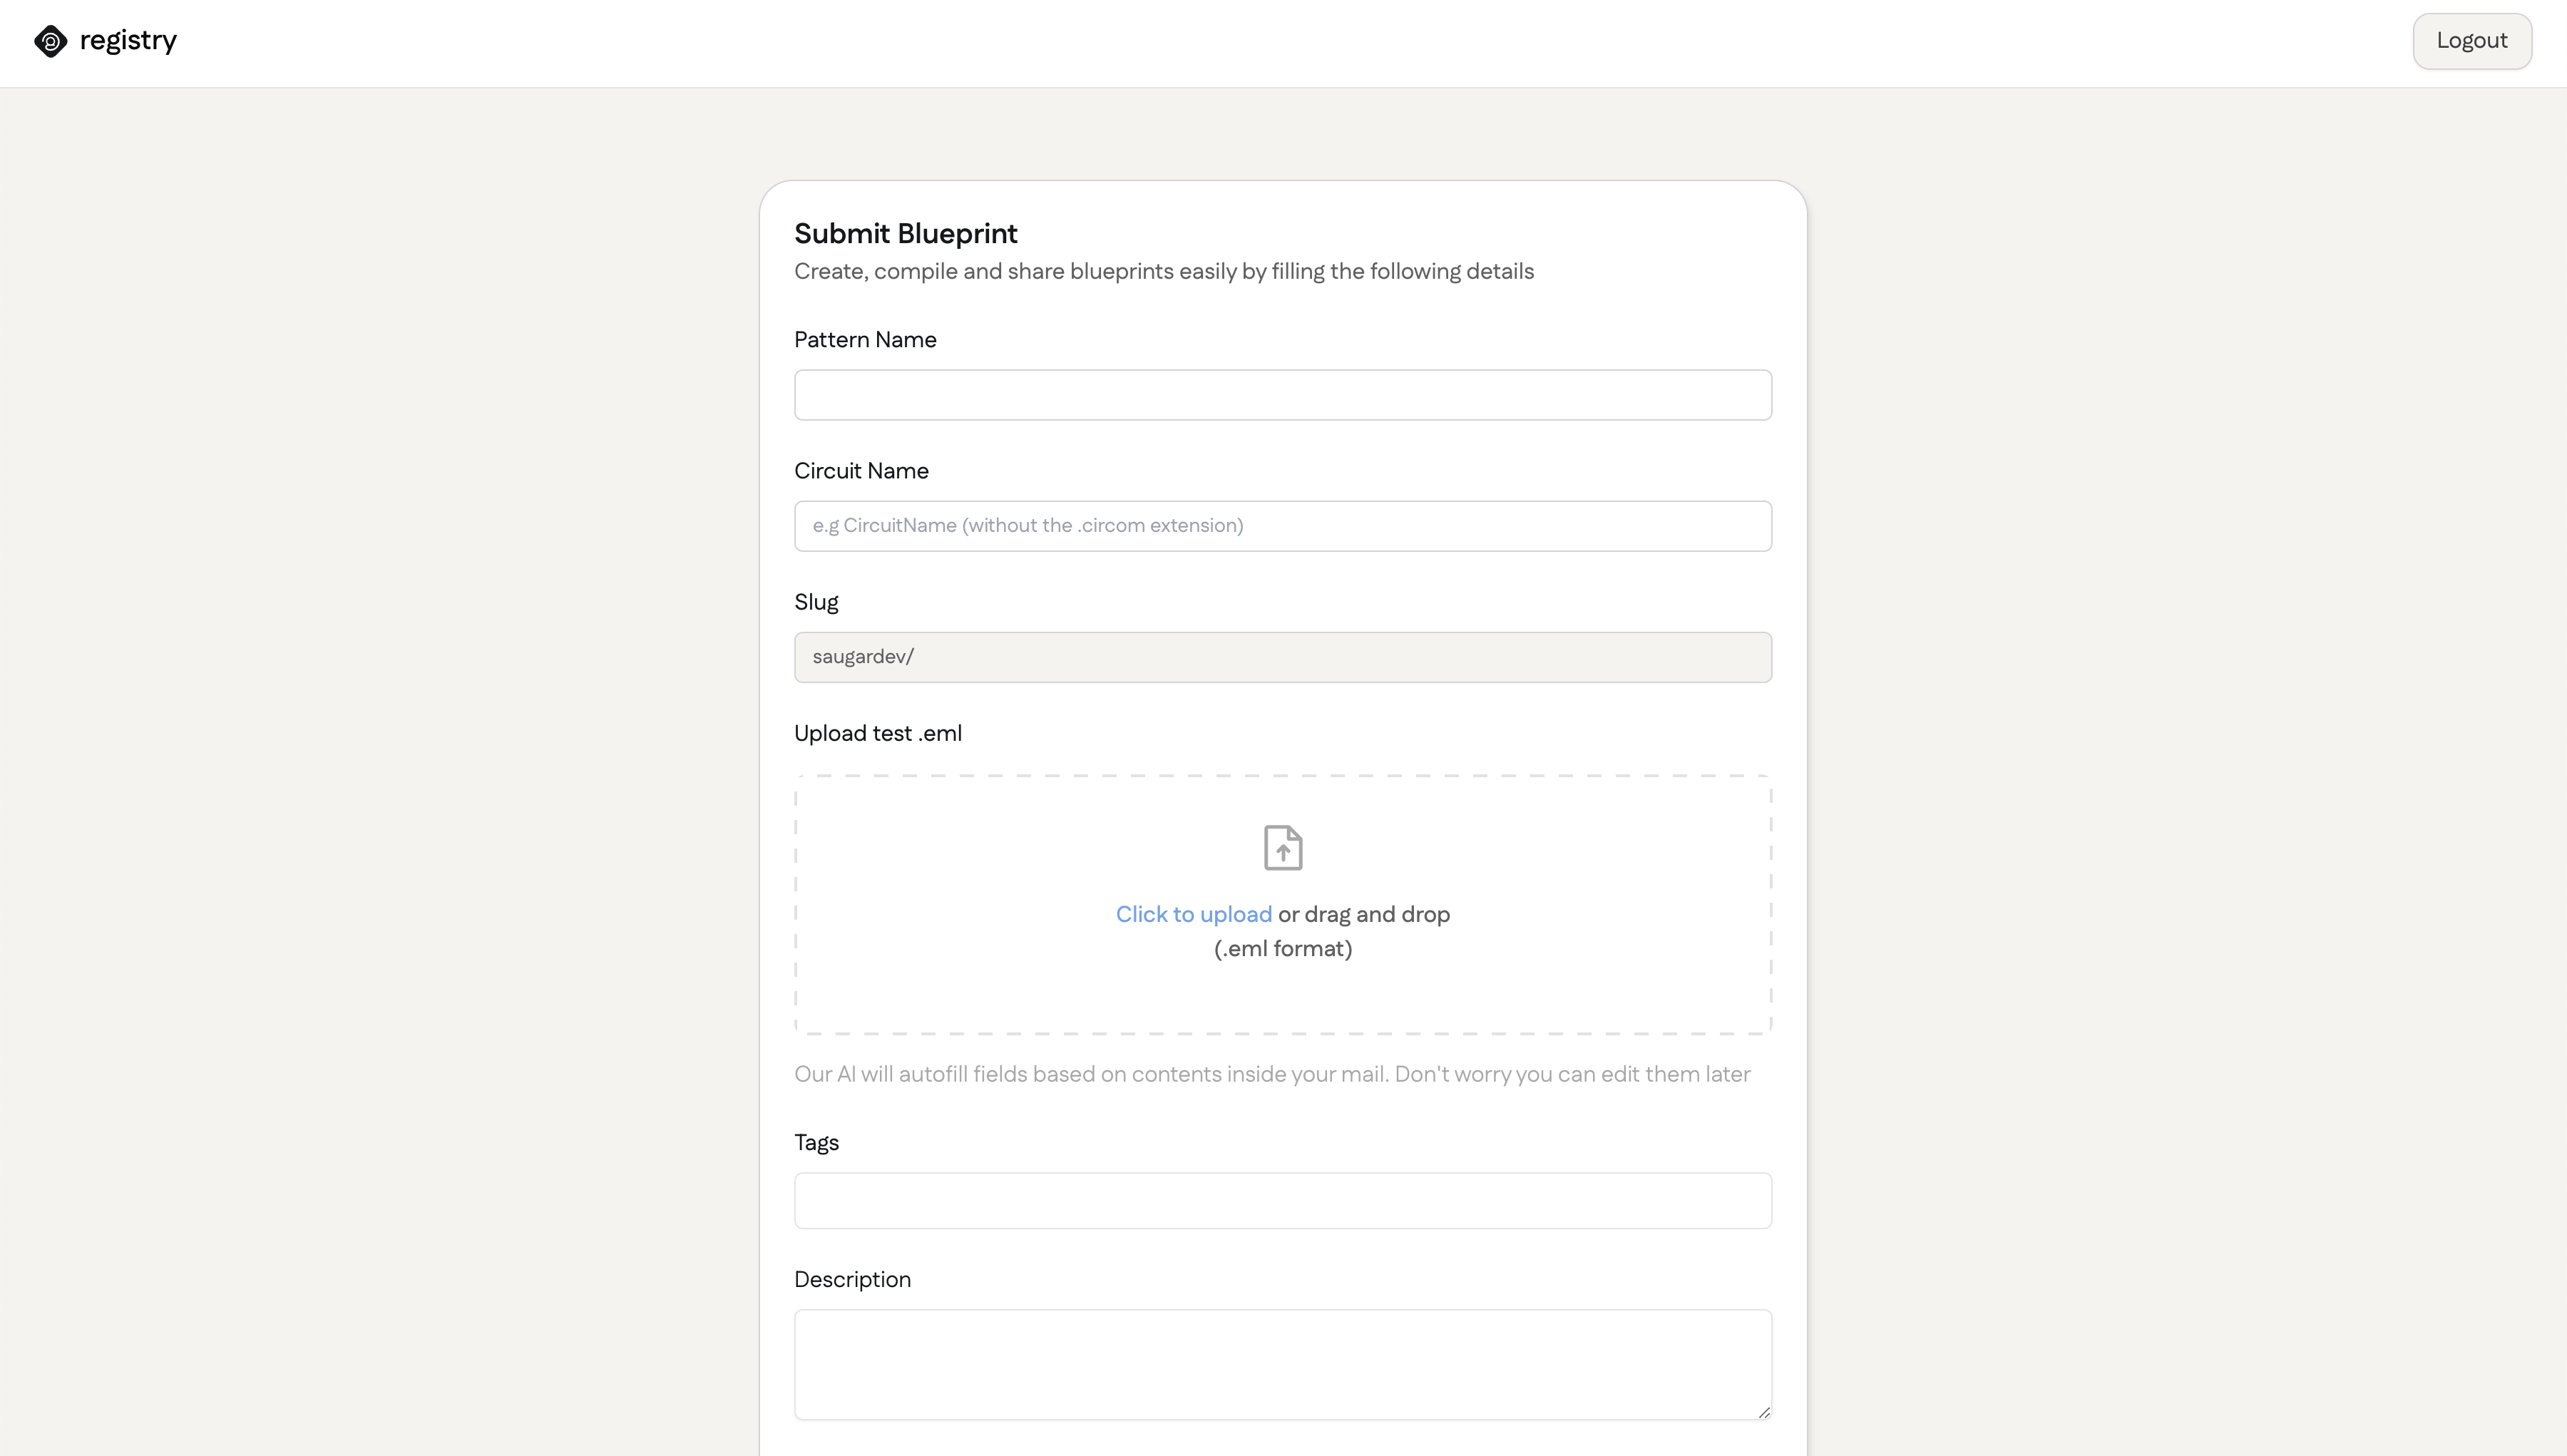 registry
Logout
Submit Blueprint
Create, compile and share blueprints easily by filling the following details
Pattern Name
Circuit Name
e.g CircuitName (without the .circom extension)
Slug
saugardev/
Upload test .eml
Click to upload or drag and drop
(.eml format)
Our AI will autofill fields based on contents inside your mail. Don't worry you can edit them later
Tags
Description